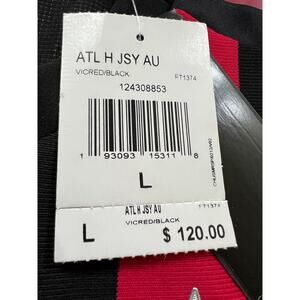 ATL H JSY AU
VICRED/BLACK FT1374
124308853
1 93093 15311 8
L
ATL H JSY AU FT1374
VICRED/BLACK
L $ 120.00